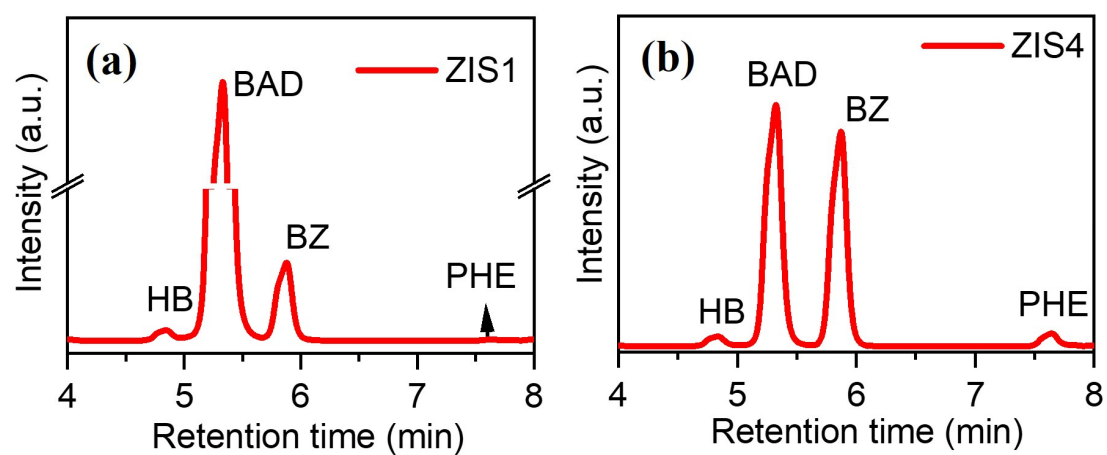 (a)
ZIS1
BAD
HB
BZ
PHE
Intensity (a.u.)
4 5 6 7 8
Retention time (min)
(b)
ZIS4
BAD
BZ
HB
PHE
Intensity (a.u.)
4 5 6 7 8
Retention time (min)